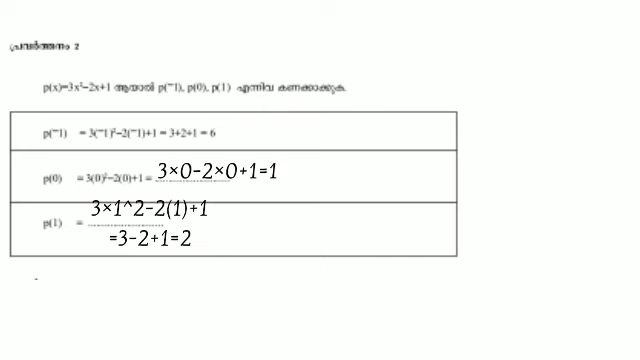 പ്രവർത്തനം 2
p(x)=3x²−2x+1 ആയാൽ p(⁻1), p(0), p(1) എന്നിവ കണക്കാക്കുക.
p(⁻1) = 3(⁻1)²−2(⁻1)+1 = 3+2+1 = 6
p(0) = 3(0)²−2(0)+1 = 3×0-2×0+1=1
p(1) = 3×1^2-2(1)+1
=3-2+1=2